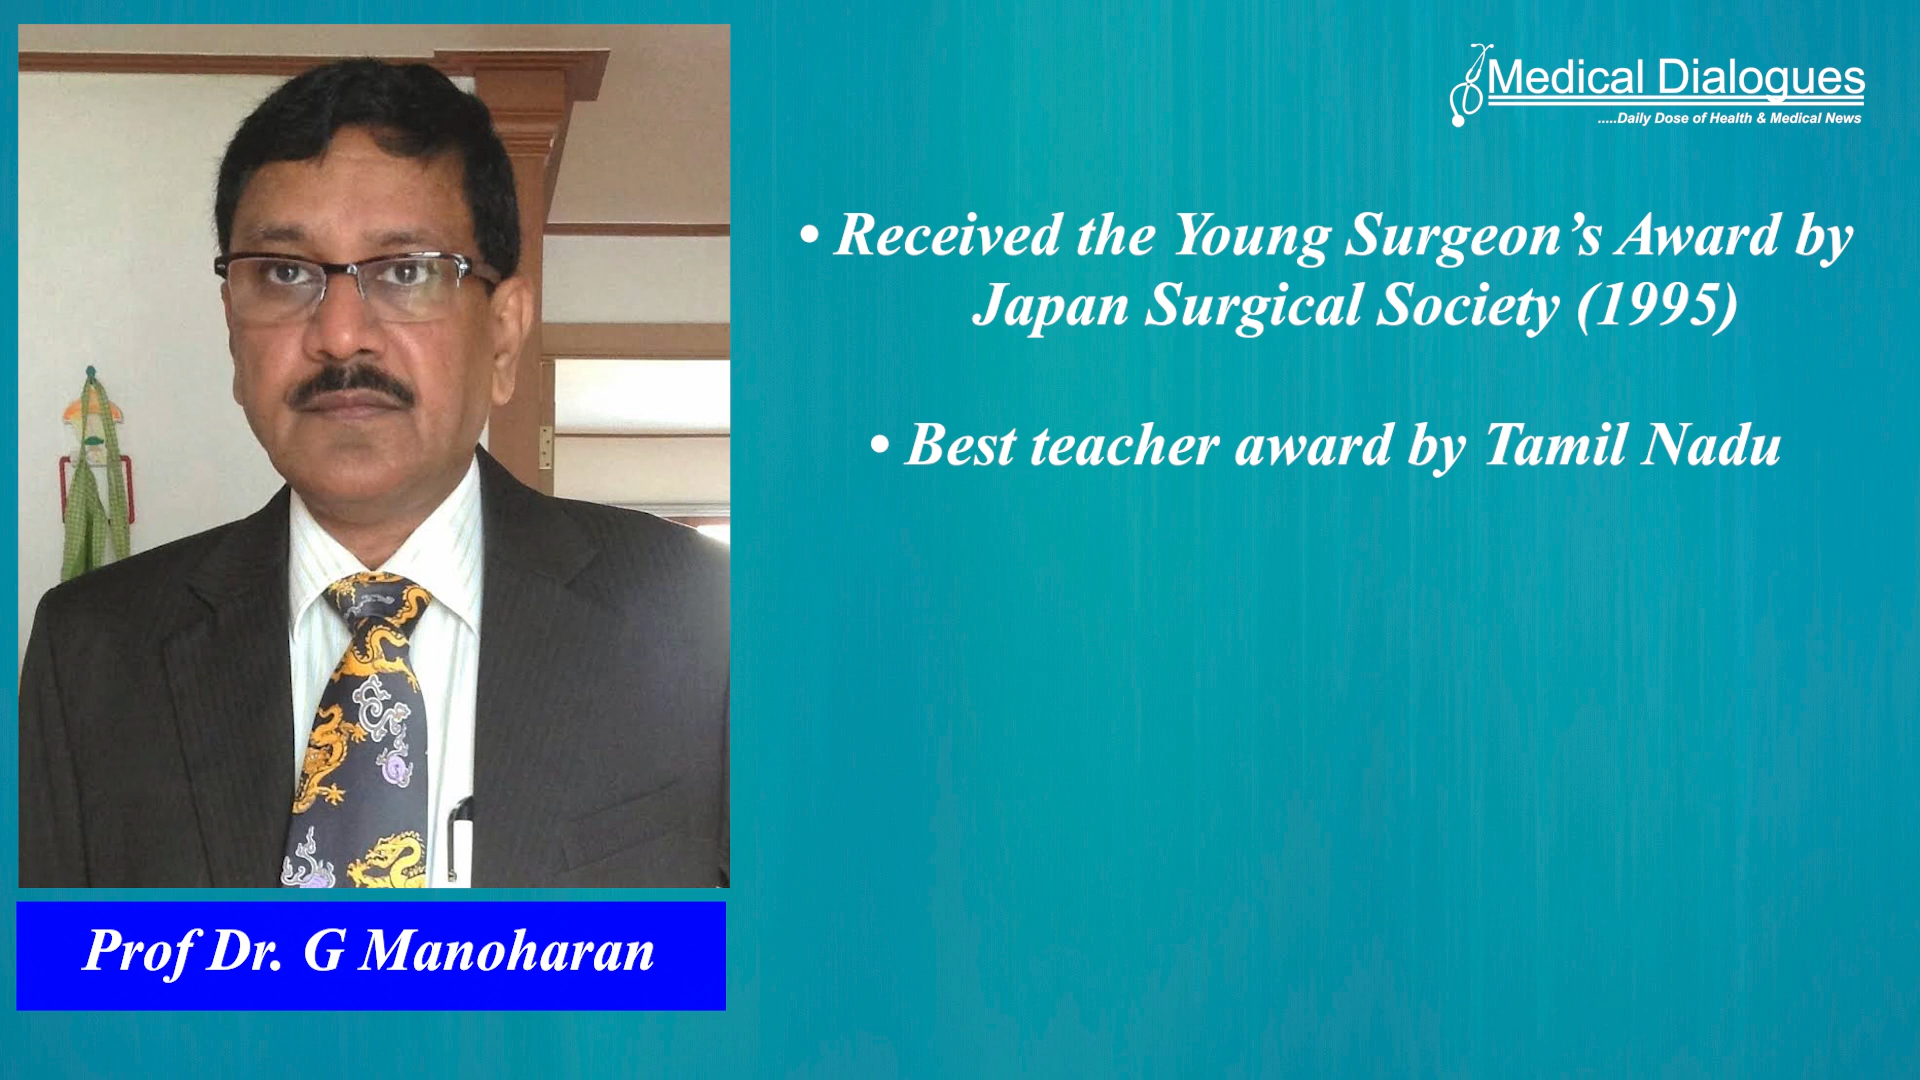 Medical Dialogues
.....Daily Dose of Health & Medical News
• Received the Young Surgeon’s Award by
Japan Surgical Society (1995)
• Best teacher award by Tamil Nadu
Prof Dr. G Manoharan